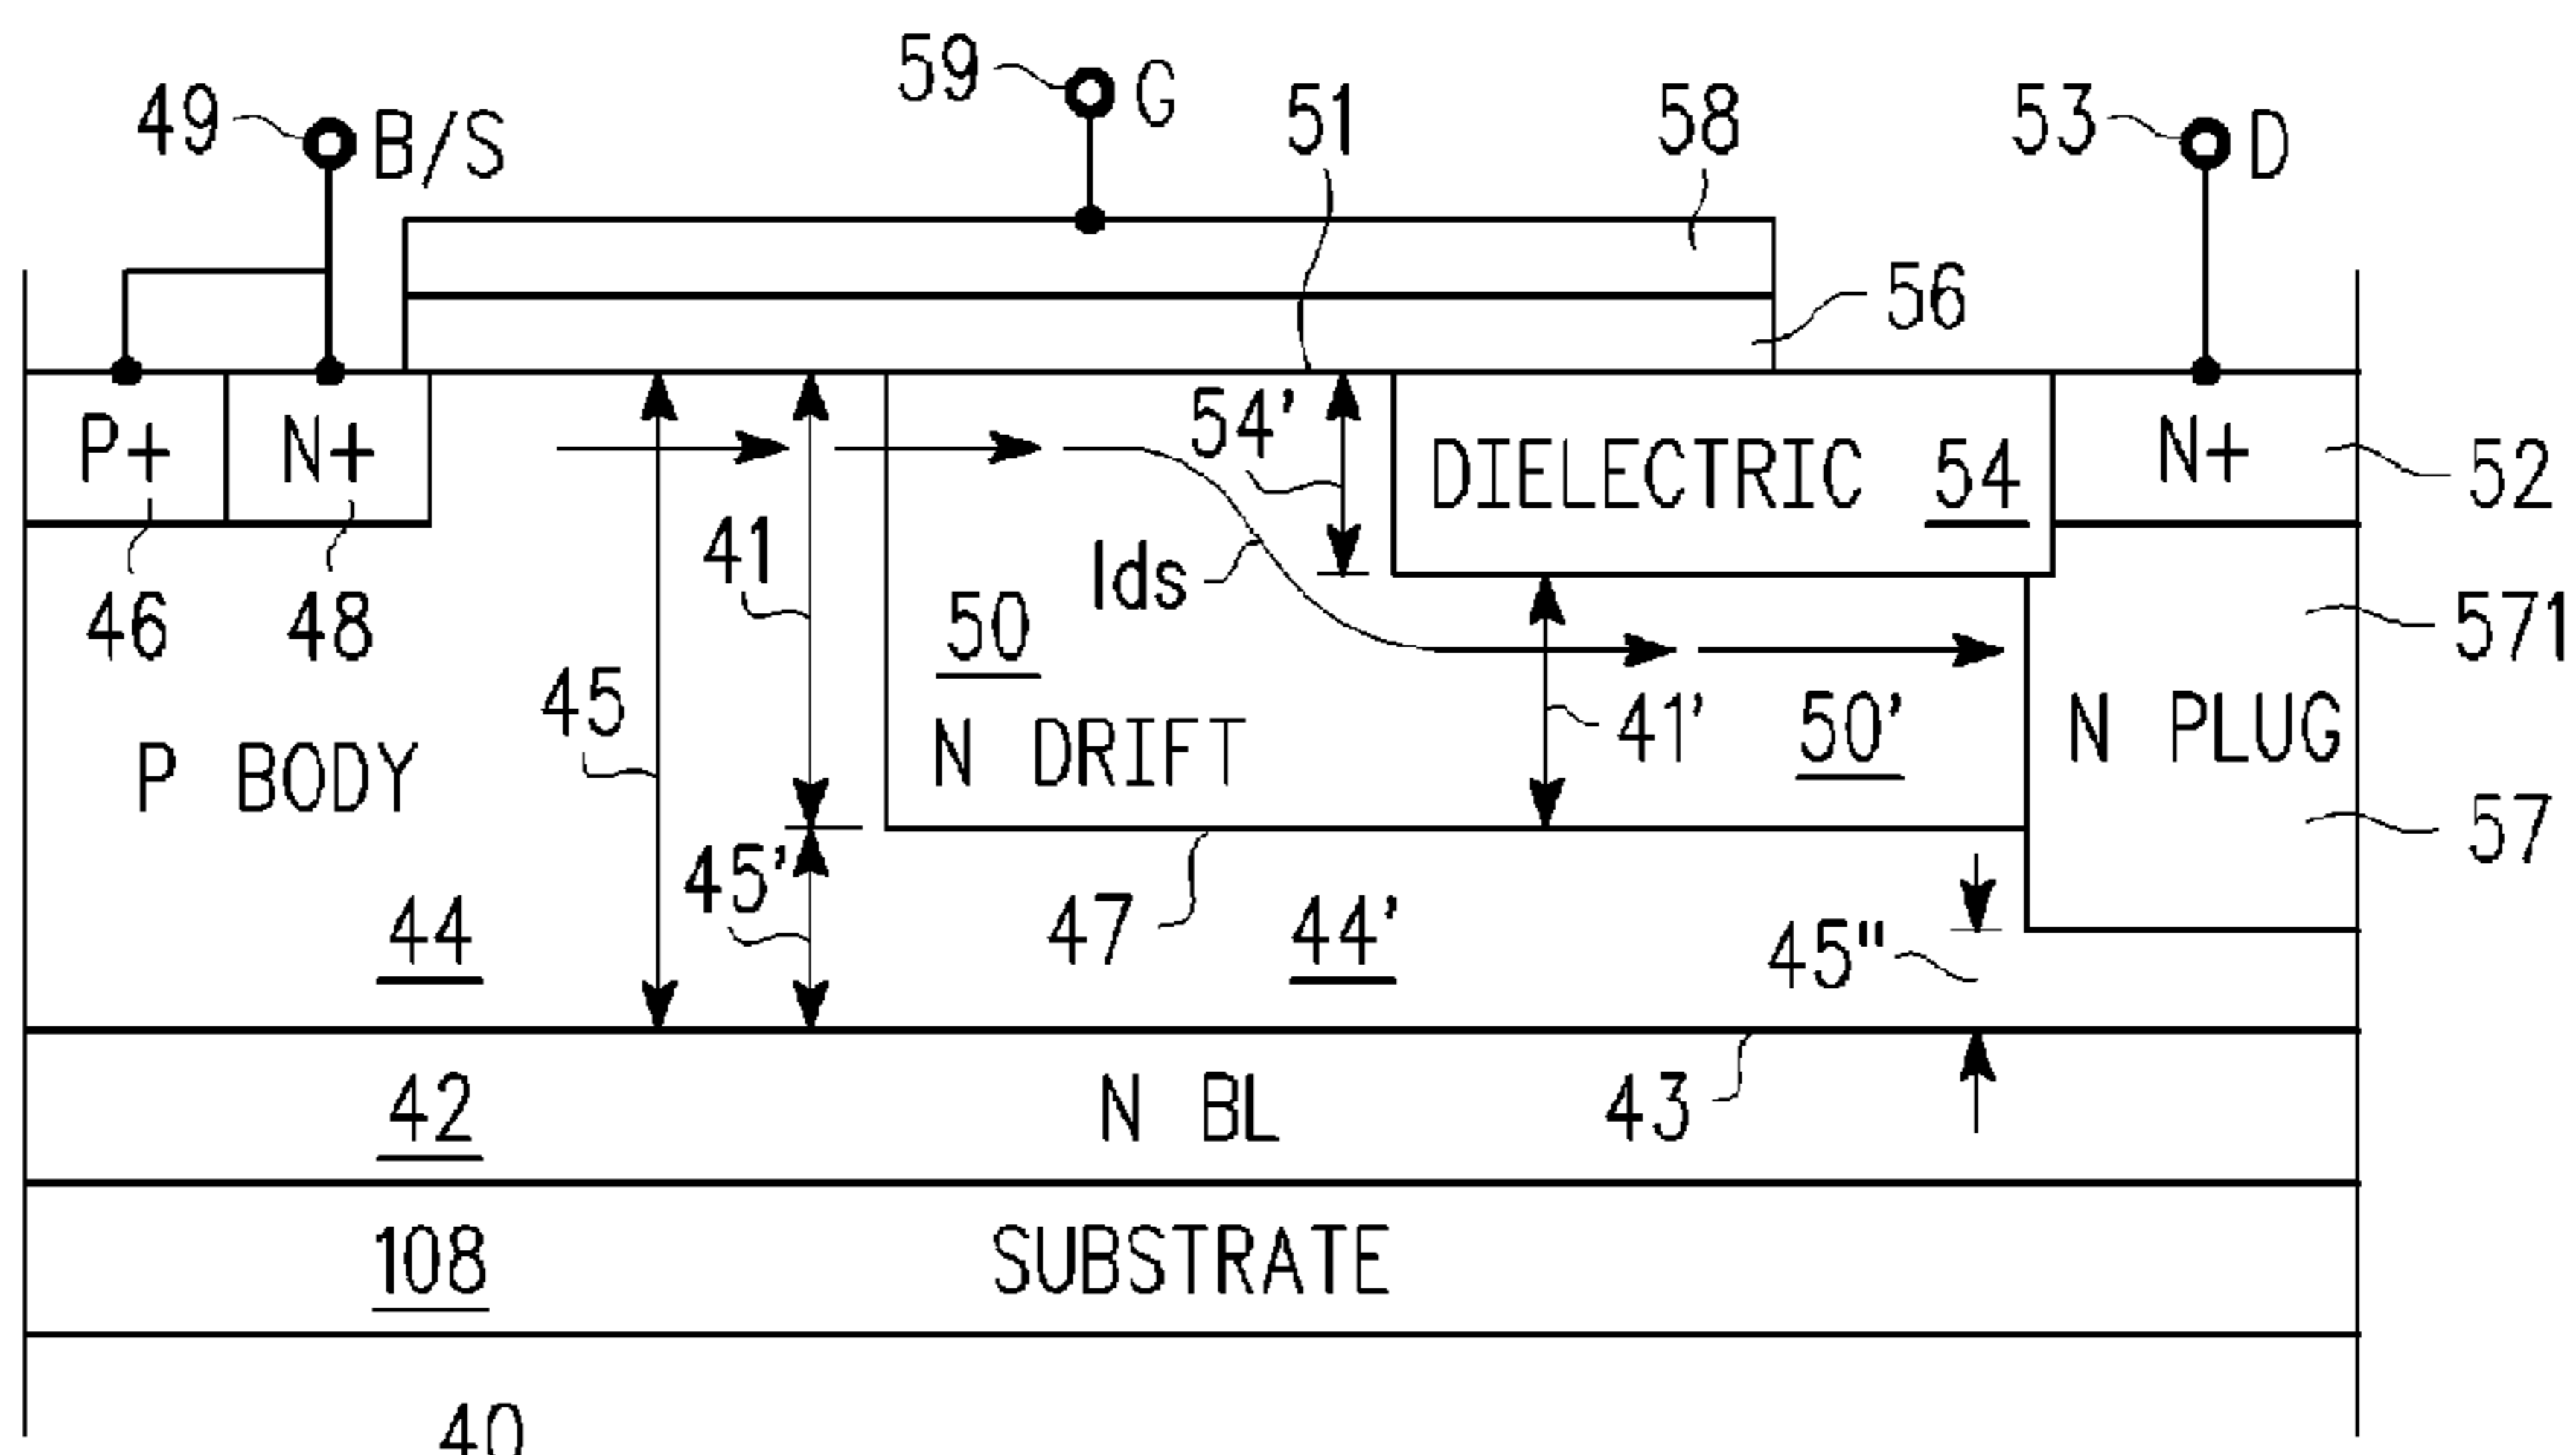 59 G
49 B/S
51
58
53 D
56
P+
N+
54'
DIELECTRIC 54
N+
52
46
48
41
Ids
50
571
45
41'
50'
N PLUG
P BODY
N DRIFT
57
45'
44
47
44'
45"
42
N BL
43
108
SUBSTRATE
40